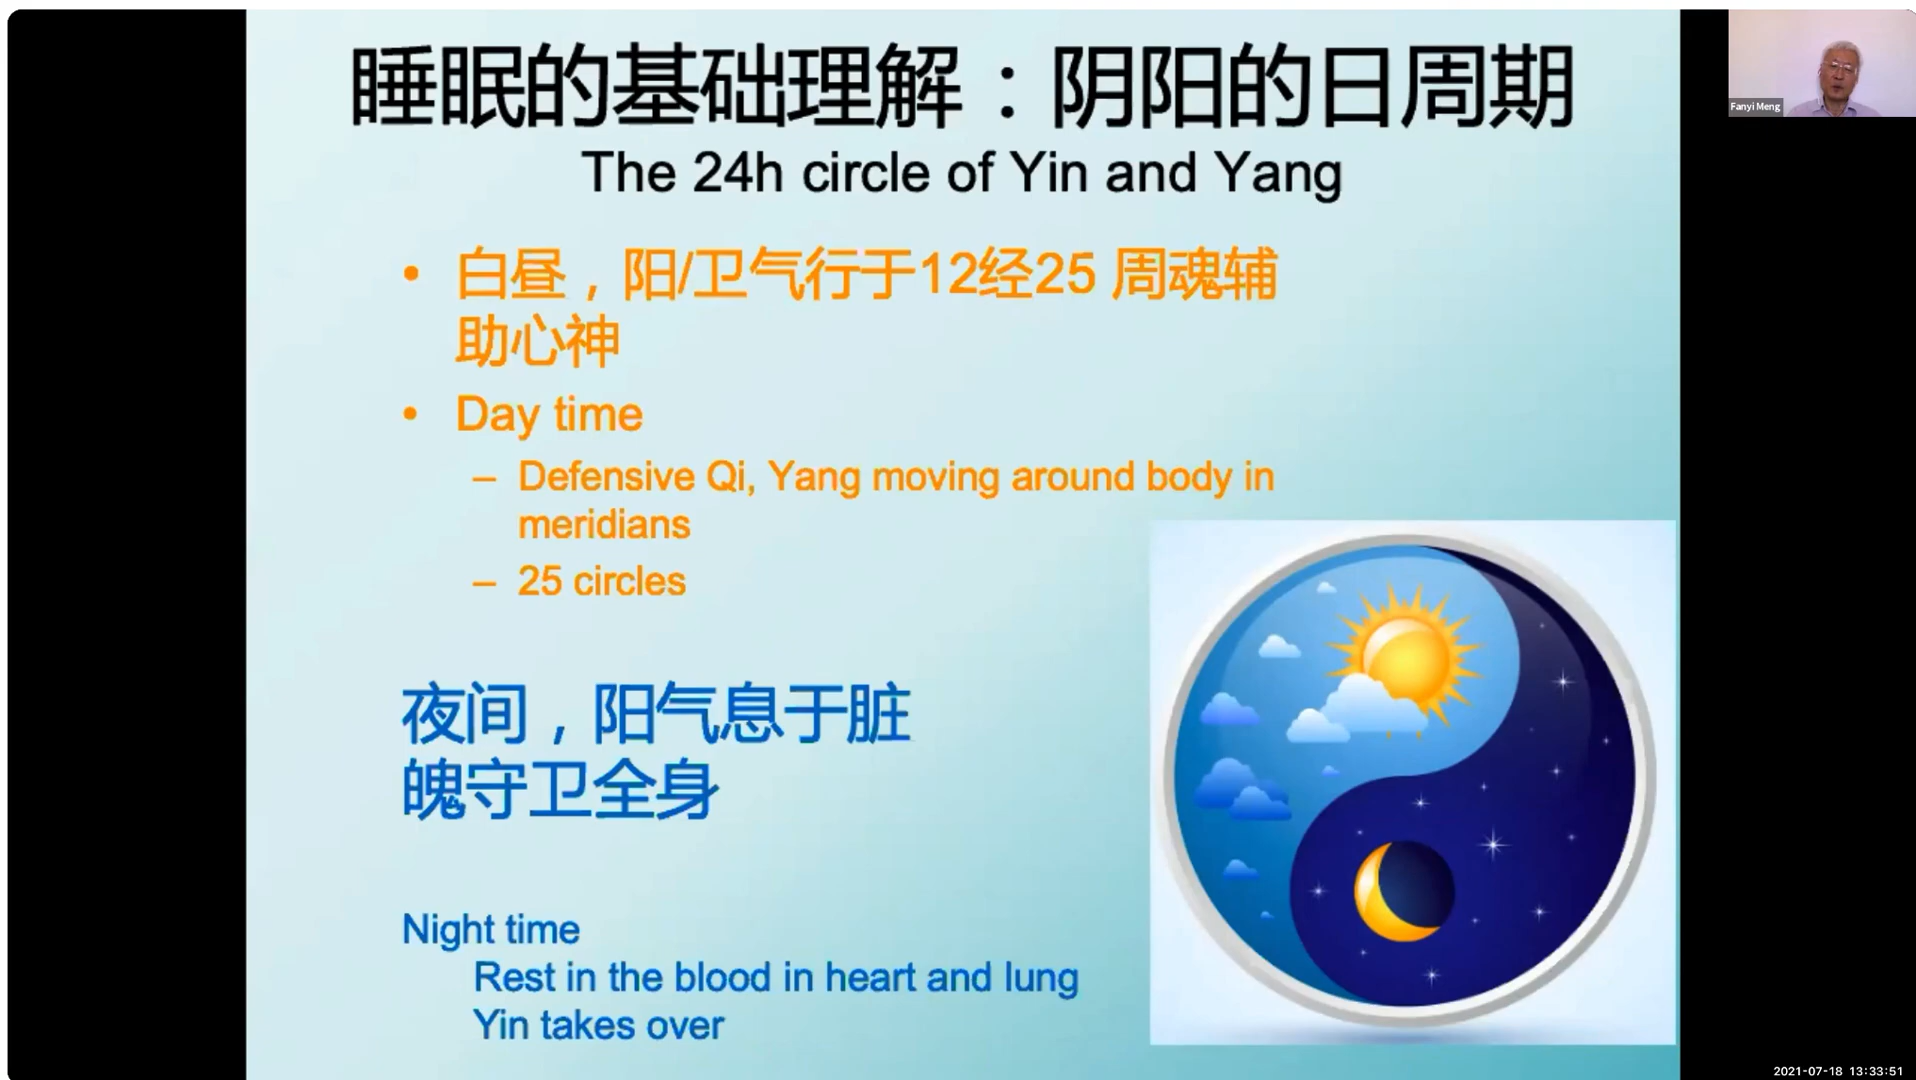 睡眠的基础理解：阴阳的日周期
The 24h circle of Yin and Yang
• 白昼，阳/卫气行于12经25 周魂辅
助心神
• Day time
– Defensive Qi, Yang moving around body in
meridians
– 25 circles
夜间，阳气息于脏
魄守卫全身
Night time
Rest in the blood in heart and lung
Yin takes over
Fanyi Meng
2021-07-18 13:33:51